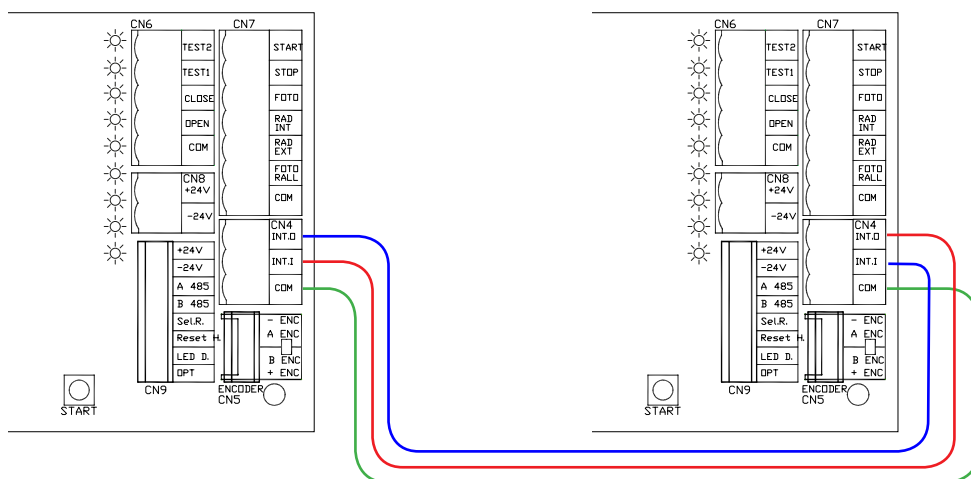 CN6
TEST2
TEST1
CLOSE
OPEN
COM
CN7
START
STOP
FOTO
RAD
INT
RAD
EXT
FOTO
RALL
COM
CN8
+24V
-24V
CN4
INT.O
INT.I
COM
+24V
-24V
A 485
B 485
Sel.R.
Reset H.
LED D.
OPT
CN9
- ENC
A ENC
B ENC
+ ENC
ENCODER
CN5
START
CN6
TEST2
TEST1
CLOSE
OPEN
COM
CN7
START
STOP
FOTO
RAD
INT
RAD
EXT
FOTO
RALL
COM
CN8
+24V
-24V
CN4
INT.O
INT.I
COM
+24V
-24V
A 485
B 485
Sel.R.
Reset H.
LED D.
OPT
CN9
- ENC
A ENC
B ENC
+ ENC
ENCODER
CN5
START